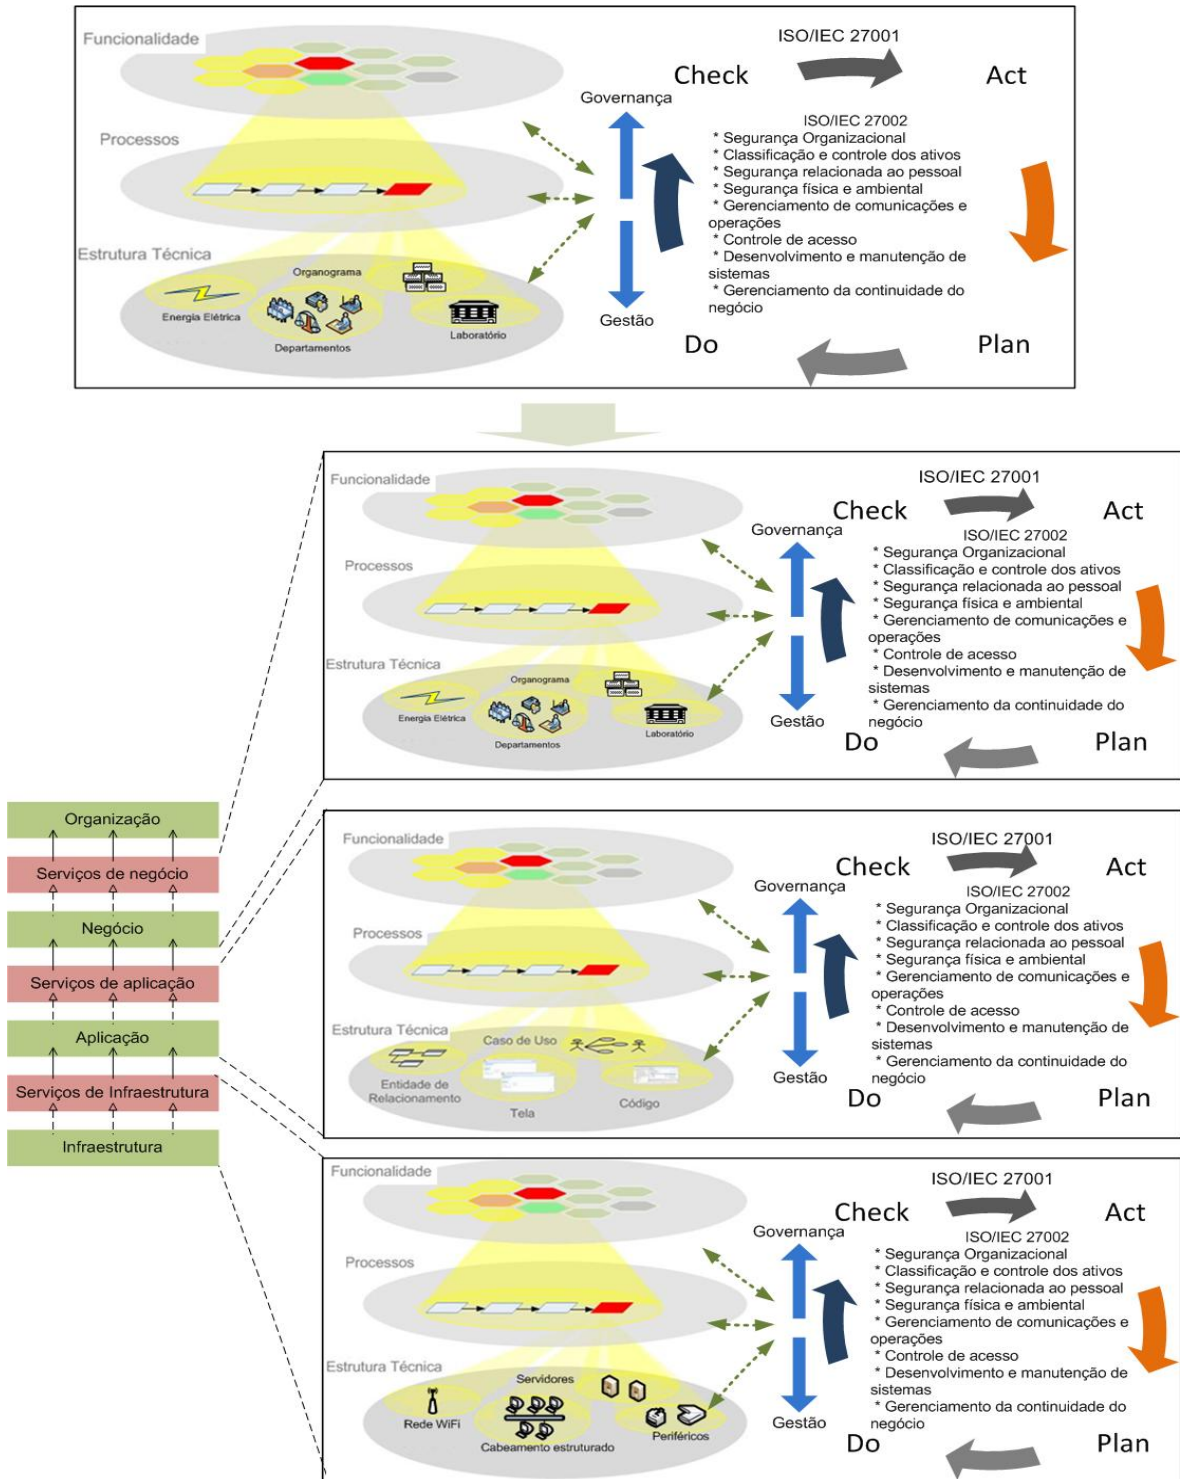 Funcionalidade
ISO/IEC 27001
Check
Act
Governança
ISO/IEC 27002
* Segurança Organizacional
* Classificação e controle dos ativos
* Segurança relacionada ao pessoal
* Segurança física e ambiental
* Gerenciamento de comunicações e
operações
* Controle de acesso
* Desenvolvimento e manutenção de
sistemas
* Gerenciamento da continuidade do
negócio
Processos
Estrutura Técnica
Organograma
Energia Elétrica
Departamentos
Laboratório
Gestão
Do
Plan
Funcionalidade
ISO/IEC 27001
Check
Act
Governança
ISO/IEC 27002
* Segurança Organizacional
* Classificação e controle dos ativos
* Segurança relacionada ao pessoal
* Segurança física e ambiental
* Gerenciamento de comunicações e
operações
* Controle de acesso
* Desenvolvimento e manutenção de
sistemas
* Gerenciamento da continuidade do
negócio
Processos
Estrutura Técnica
Organograma
Energia Elétrica
Departamentos
Laboratório
Gestão
Do
Plan
Organização
Serviços de negócio
Negócio
Serviços de aplicação
Aplicação
Serviços de Infraestrutura
Infraestrutura
Funcionalidade
ISO/IEC 27001
Check
Act
Governança
ISO/IEC 27002
* Segurança Organizacional
* Classificação e controle dos ativos
* Segurança relacionada ao pessoal
* Segurança física e ambiental
* Gerenciamento de comunicações e
operações
* Controle de acesso
* Desenvolvimento e manutenção de
sistemas
* Gerenciamento da continuidade do
negócio
Processos
Estrutura Técnica
Caso de Uso
Entidade de
Relacionamento
Tela
Código
Gestão
Do
Plan
Funcionalidade
ISO/IEC 27001
Check
Act
Governança
ISO/IEC 27002
* Segurança Organizacional
* Classificação e controle dos ativos
* Segurança relacionada ao pessoal
* Segurança física e ambiental
* Gerenciamento de comunicações e
operações
* Controle de acesso
* Desenvolvimento e manutenção de
sistemas
* Gerenciamento da continuidade do
negócio
Processos
Estrutura Técnica
Servidores
Rede WiFi
Cabeamento estruturado
Periféricos
Gestão
Do
Plan